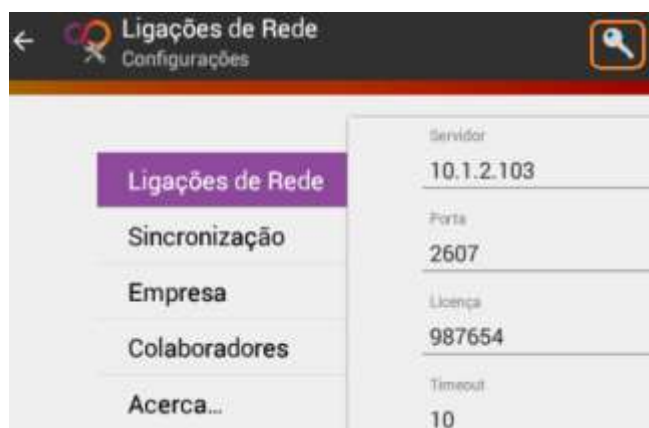 Ligações de Rede
Configurações
Ligações de Rede
Sincronização
Empresa
Colaboradores
Acerca...
Servidor
10.1.2.103
Porta
2607
Licença
987654
Timeout
10